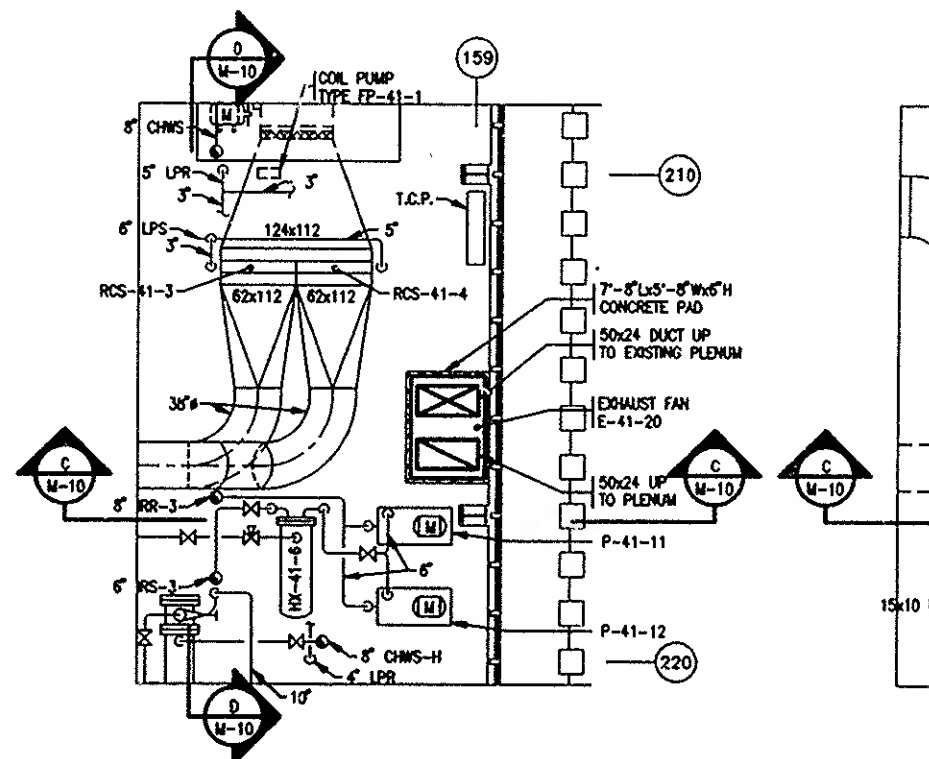 D
M-10
COIL PUMP
TYPE FP-41-1
159
M
8" CHWS
5" LPR
3"
3"
210
T.C.P.
6" LPS
124x112
5"
3"
RCS-41-3
RCS-41-4
62x112
62x112
7'-8"Lx5'-8"Wx6"H
CONCRETE PAD
50x24 DUCT UP
TO EXISTING PLENUM
38"ø
EXHAUST FAN
E-41-20
C
M-10
C
M-10
C
M-10
50x24 UP
TO PLENUM
8"
RR-3
M
P-41-11
6"
HX-41-6
6"
RS-3
M
15x10
P-41-12
8" CHWS-H
4" LPR
220
10"
D
M-10